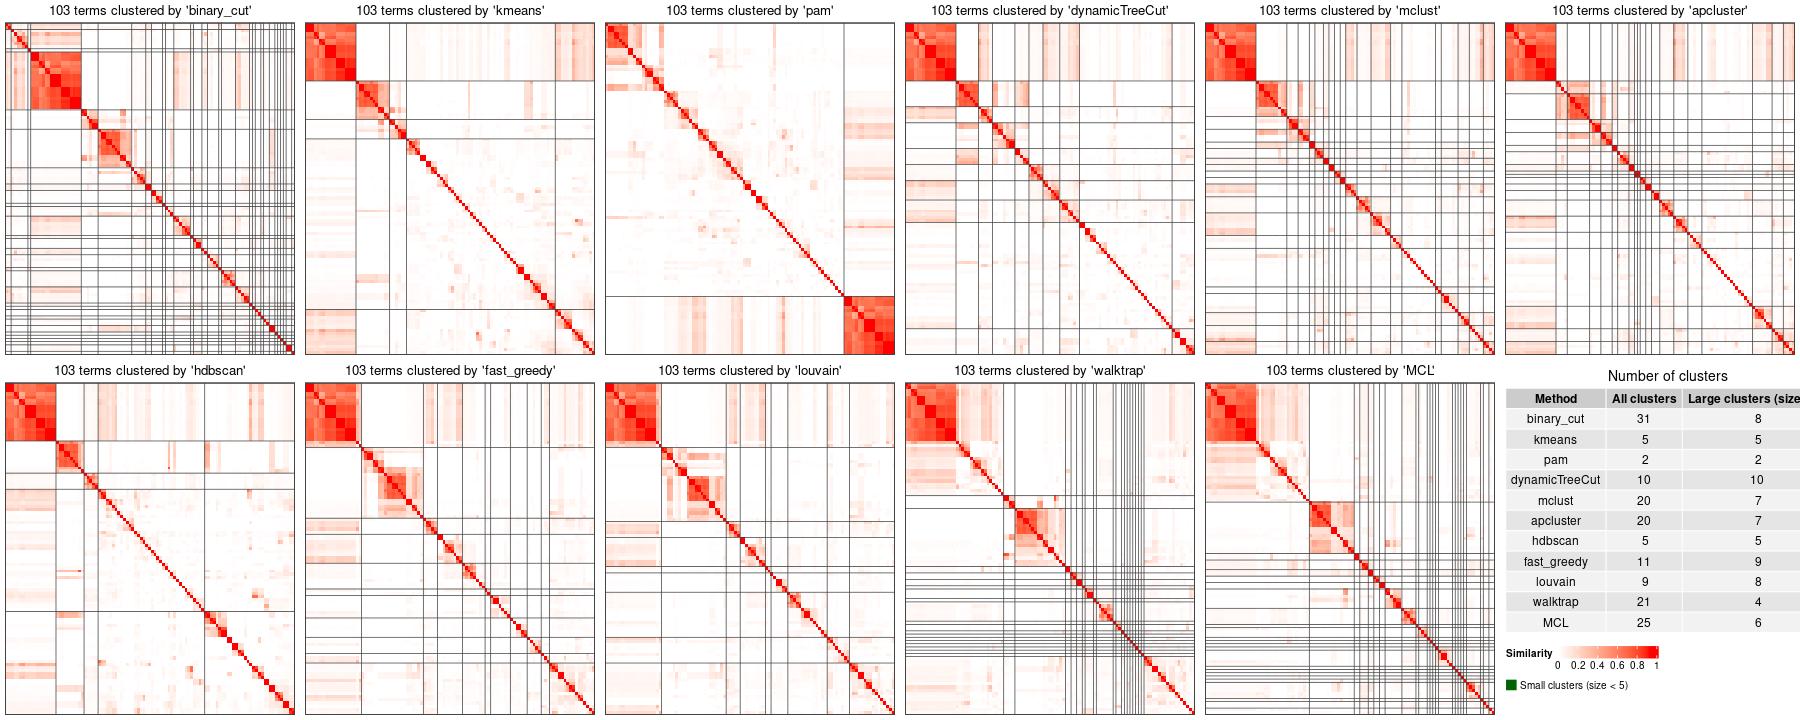 103 terms clustered by 'binary_cut'
103 terms clustered by 'kmeans'
103 terms clustered by 'pam'
103 terms clustered by 'dynamicTreeCut'
103 terms clustered by 'mclust'
103 terms clustered by 'apcluster'
103 terms clustered by 'hdbscan'
103 terms clustered by 'fast_greedy'
103 terms clustered by 'louvain'
103 terms clustered by 'walktrap'
103 terms clustered by 'MCL'
Number of clusters
Method All clusters Large clusters (size
binary_cut 31 8
kmeans 5 5
pam 2 2
dynamicTreeCut 10 10
mclust 20 7
apcluster 20 7
hdbscan 5 5
fast_greedy 11 9
louvain 9 8
walktrap 21 4
MCL 25 6
Similarity
0 0.2 0.4 0.6 0.8 1
Small clusters (size < 5)